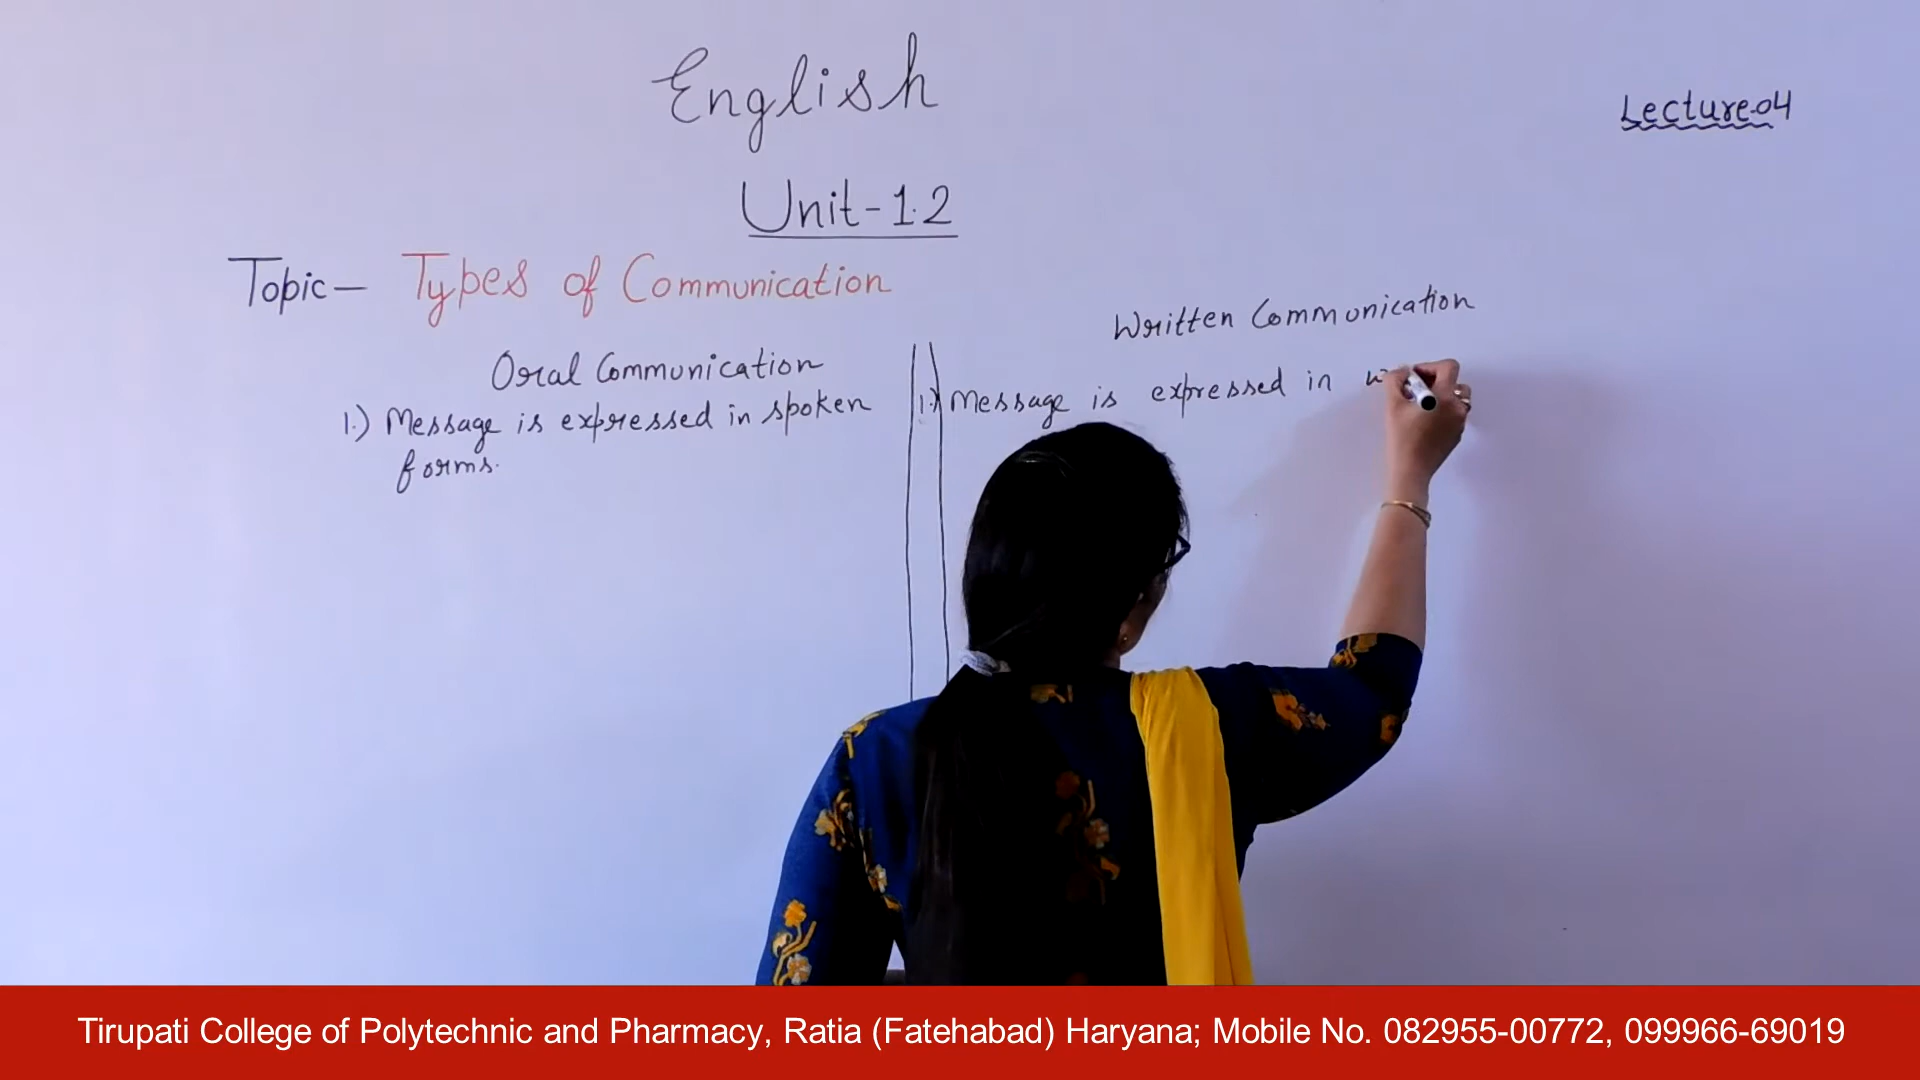 English
Lecture-04
Unit-1.2
Topic- Types of Communication
Oral Communication
1.) Message is expressed in spoken
forms.
Written Communication
1.) Message is expressed in
Tirupati College of Polytechnic and Pharmacy, Ratia (Fatehabad) Haryana; Mobile No. 082955-00772, 099966-69019